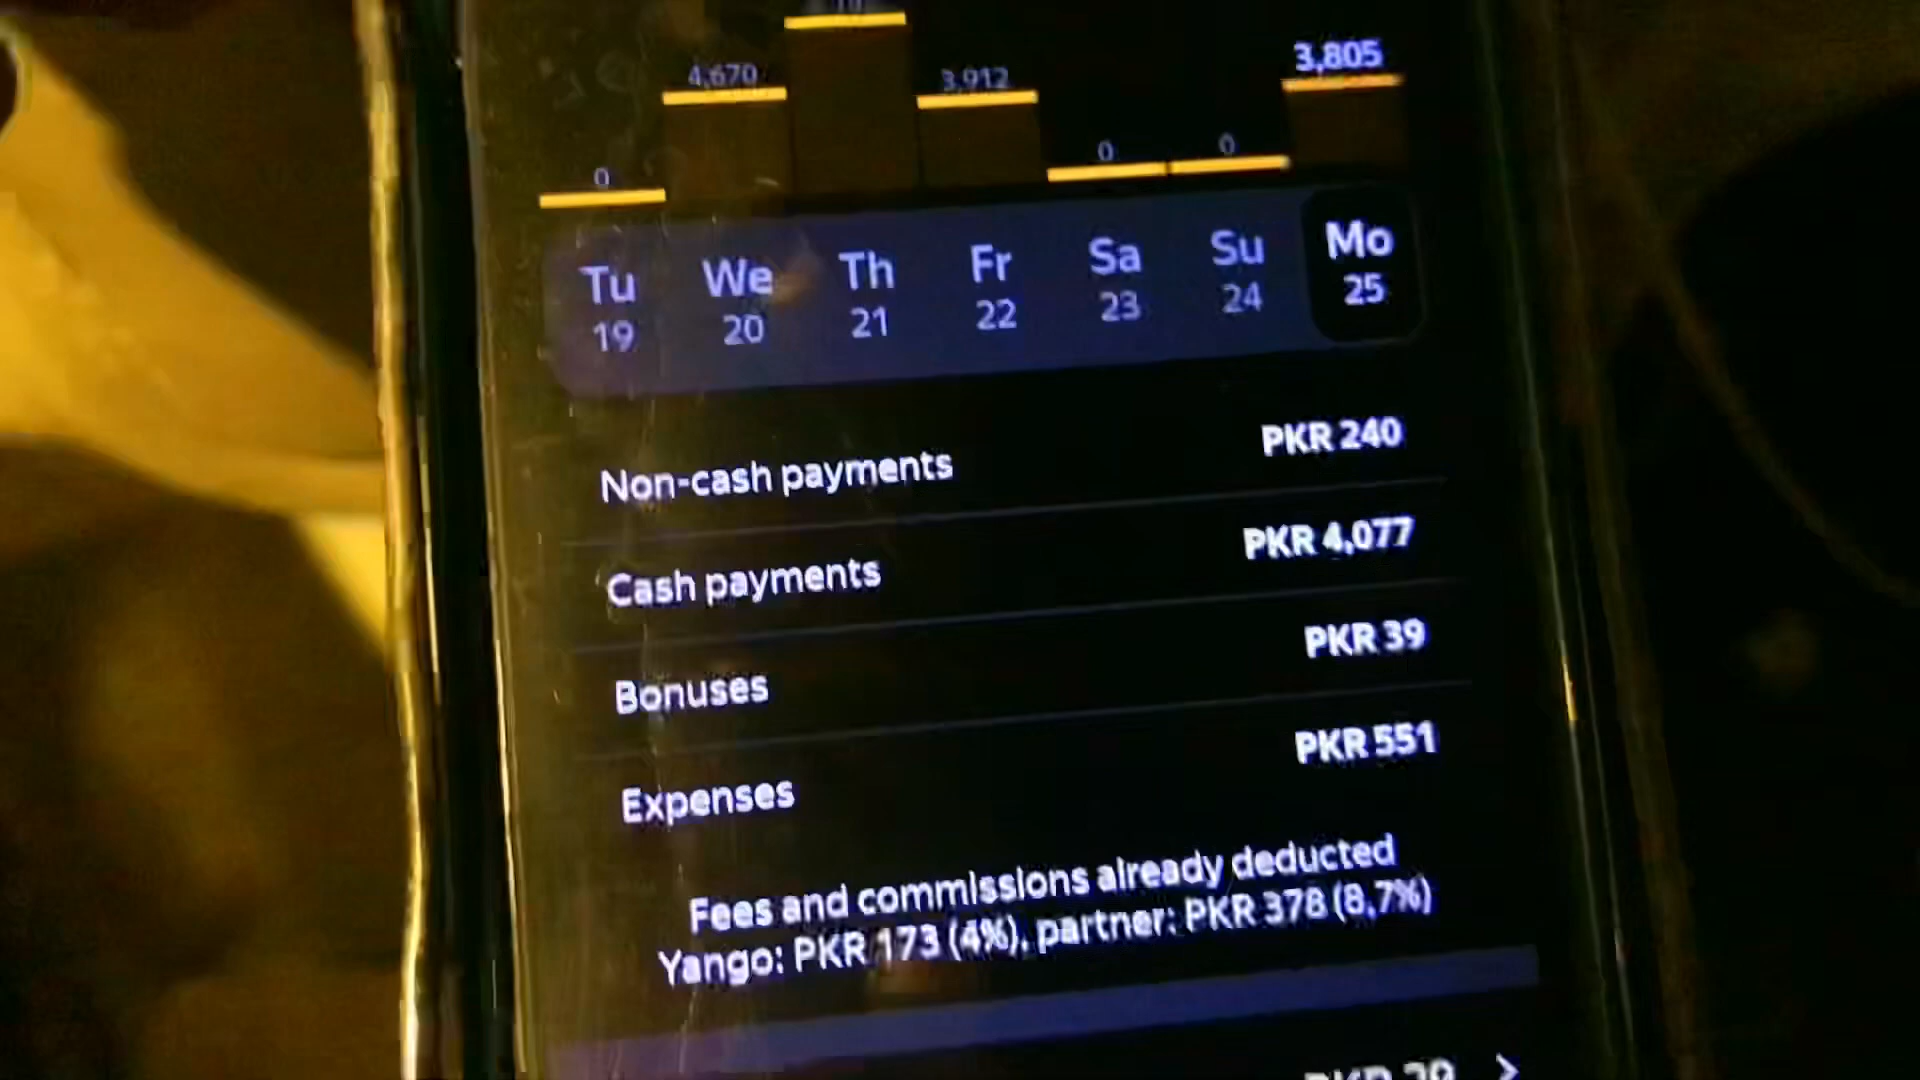 4,670
3,912
3,805
0
0
0
Tu We Th Fr Sa Su Mo
19 20 21 22 23 24 25
Non-cash payments PKR 240
Cash payments PKR 4,077
Bonuses PKR 39
Expenses PKR 551
Fees and commissions already deducted
Yango: PKR 173 (4%), partner: PKR 378 (8,7%)